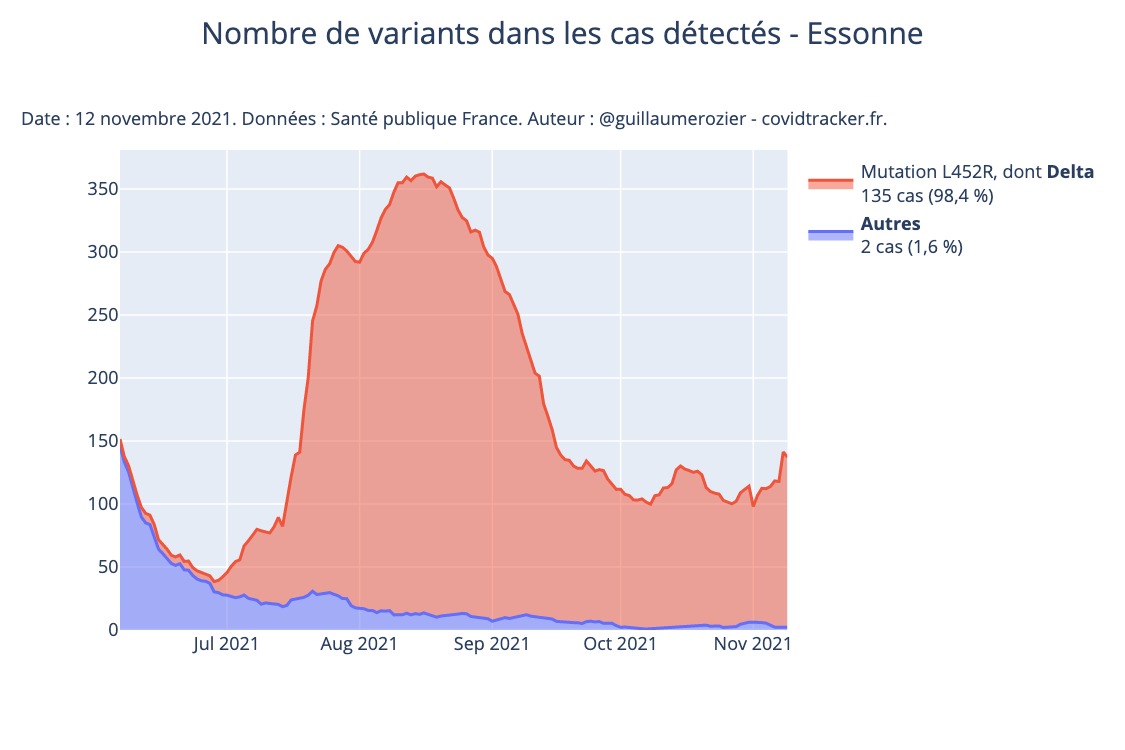 Nombre de variants dans les cas détectés - Essonne
Date : 12 novembre 2021. Données : Santé publique France. Auteur : @guillaumerozier - covidtracker.fr.
Mutation L452R, dont Delta
135 cas (98,4 %)
Autres
2 cas (1,6 %)
350
300
250
200
150
100
50
0
Jul 2021
Aug 2021
Sep 2021
Oct 2021
Nov 2021